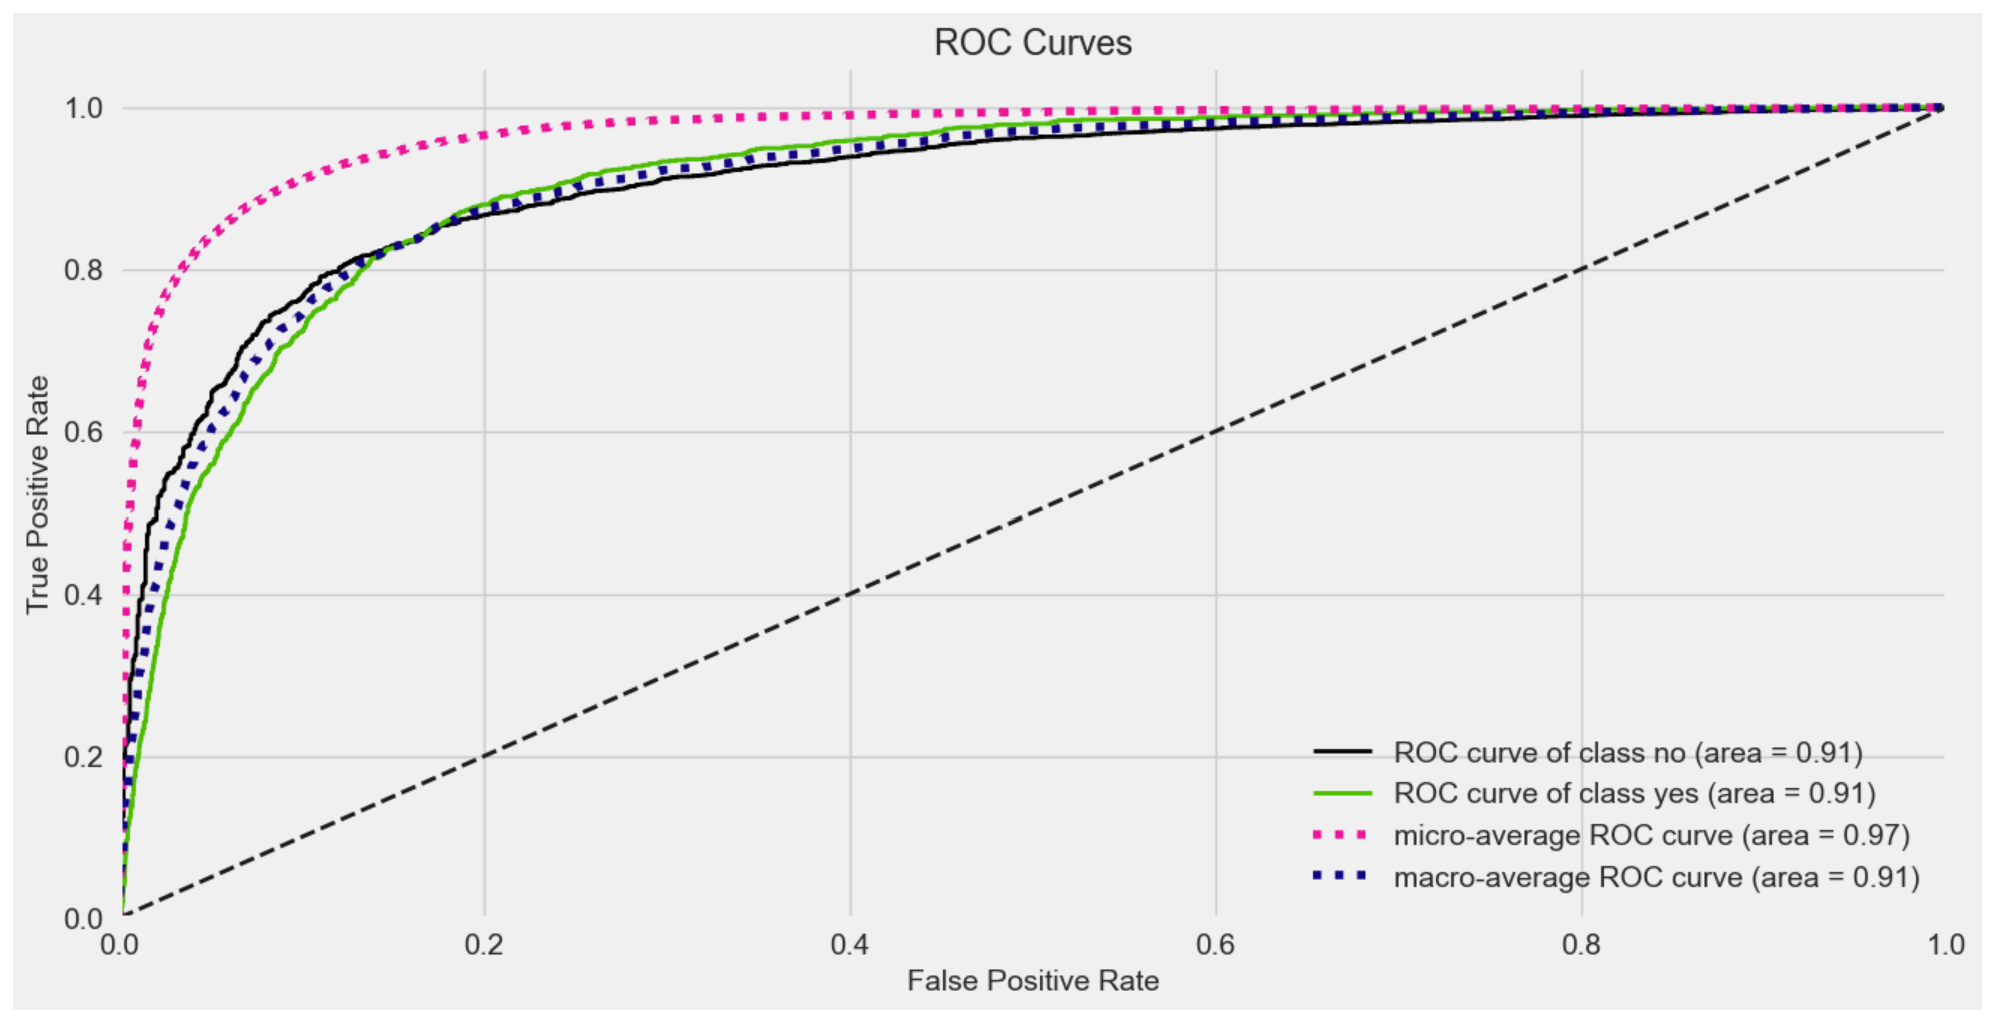 ROC Curves
1.0
0.8
0.6
0.4
0.2
0.0
True Positive Rate
0.0 0.2 0.4 0.6 0.8 1.0
False Positive Rate
ROC curve of class no (area = 0.91)
ROC curve of class yes (area = 0.91)
micro-average ROC curve (area = 0.97)
macro-average ROC curve (area = 0.91)